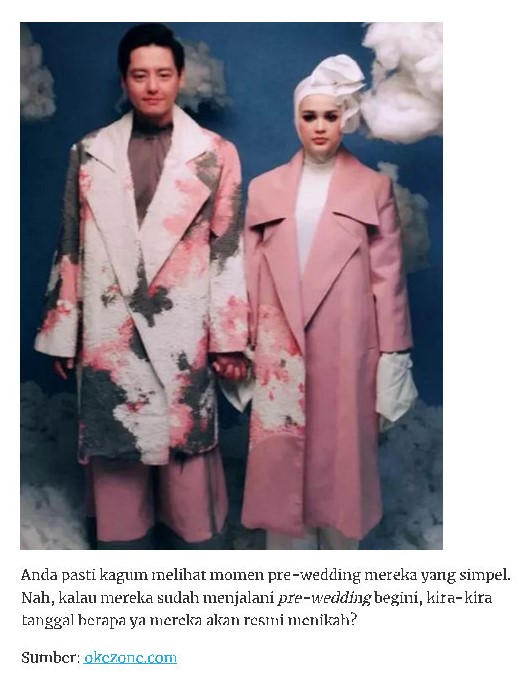 Anda pasti kagum melihat momen pre-wedding mereka yang simpel.
Nah, kalau mereka sudah menjalani pre-wedding begini, kira-kira
tanggal berapa ya mereka akan resmi menikah?
Sumber: okezone.com